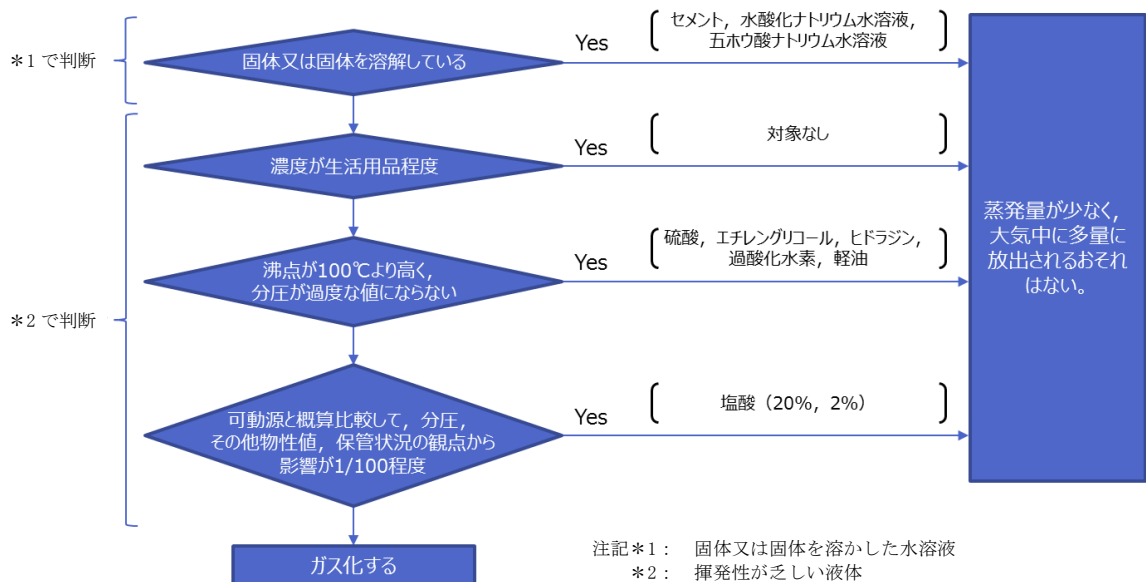 *1で判断
固体又は固体を溶解している
Yes
セメント，水酸化ナトリウム水溶液，
五ホウ酸ナトリウム水溶液
濃度が生活用品程度
Yes
対象なし
沸点が100℃より高く，
分圧が過度な値にならない
Yes
硫酸，エチレングリコール，ヒドラジン，
過酸化水素，軽油
*2で判断
可動源と概算比較して，分圧，
その他物性値，保管状況の観点から
影響が1/100程度
Yes
塩酸（20%，2%）
蒸発量が少なく，
大気中に多量に
放出されるおそれ
はない。
ガス化する
注記*1： 固体又は固体を溶かした水溶液
*2： 揮発性が乏しい液体